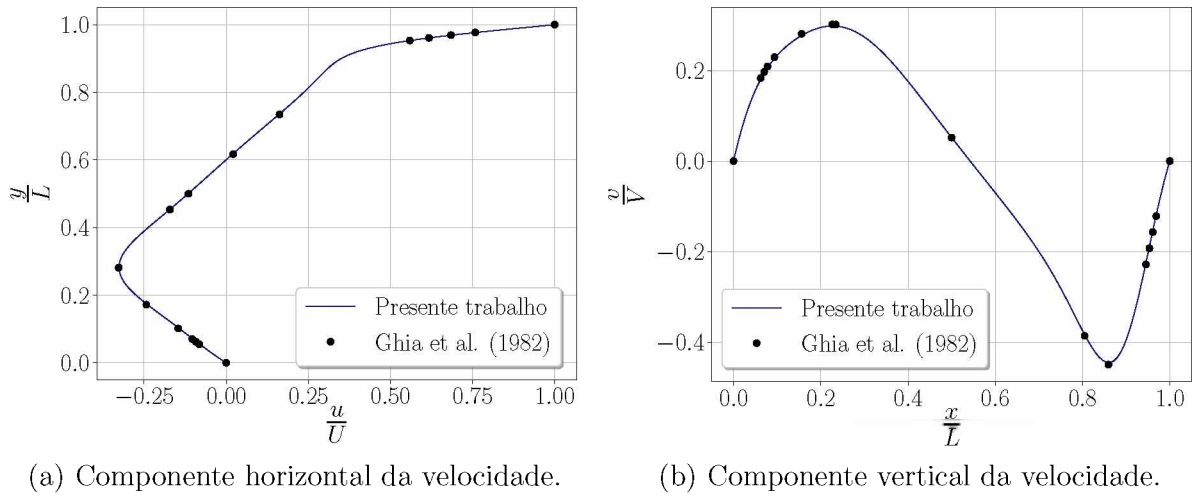 1.0
0.8
0.6
0.4
0.2
0.0
y/L
−0.25 0.00 0.25 0.50 0.75 1.00
u/U
Presente trabalho
Ghia et al. (1982)
(a) Componente horizontal da velocidade.
0.2
0.0
−0.2
−0.4
v/V
0.0 0.2 0.4 0.6 0.8 1.0
x/L
Presente trabalho
Ghia et al. (1982)
(b) Componente vertical da velocidade.